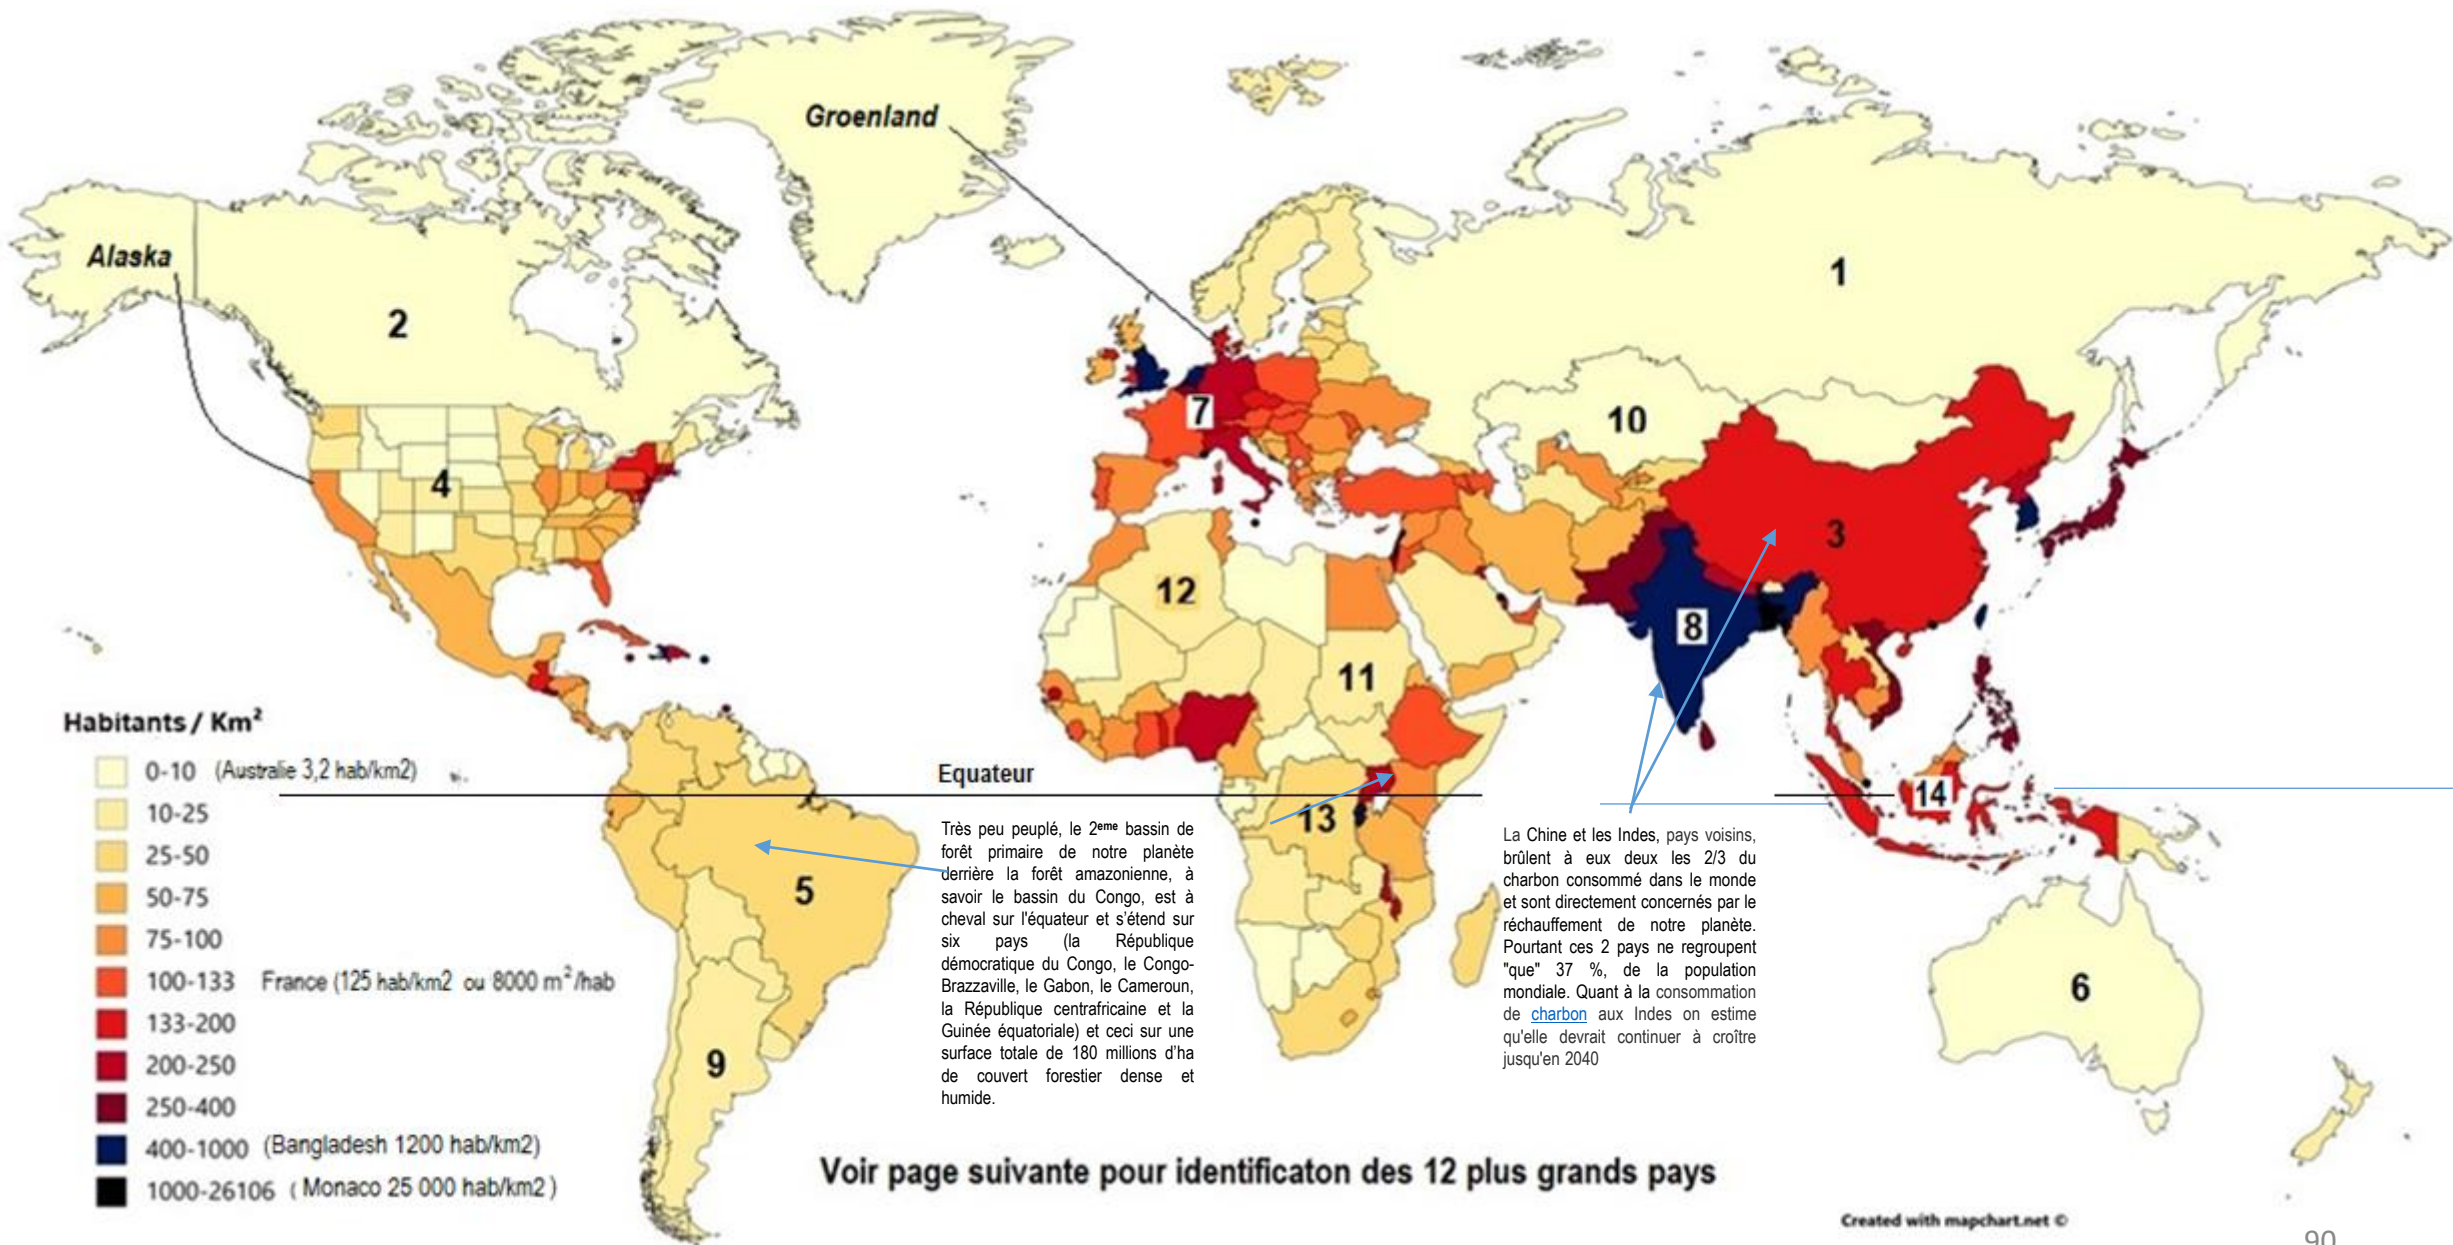 Groenland
Alaska
1
2
3
4
5
6
7
8
9
10
11
12
13
14
Habitants / Km²
0-10 (Australie 3,2 hab/km2)
10-25
25-50
50-75
75-100
100-133 France (125 hab/km2 ou 8000 m²/hab
133-200
200-250
250-400
400-1000 (Bangladesh 1200 hab/km2)
1000-26106 ( Monaco 25 000 hab/km2 )
Equateur
Très peu peuplé, le 2eme bassin de
forêt primaire de notre planète
derrière la forêt amazonienne, à
savoir le bassin du Congo, est à
cheval sur l'équateur et s’étend sur
six pays (la République
démocratique du Congo, le Congo-
Brazzaville, le Gabon, le Cameroun,
la République centrafricaine et la
Guinée équatoriale) et ceci sur une
surface totale de 180 millions d’ha
de couvert forestier dense et
humide.
La Chine et les Indes, pays voisins,
brûlent à eux deux les 2/3 du
charbon consommé dans le monde
et sont directement concernés par le
réchauffement de notre planète.
Pourtant ces 2 pays ne regroupent
"que" 37 %, de la population
mondiale. Quant à la consommation
de charbon aux Indes on estime
qu'elle devrait continuer à croître
jusqu'en 2040
Voir page suivante pour identificaton des 12 plus grands pays
Created with mapchart.net ©
90